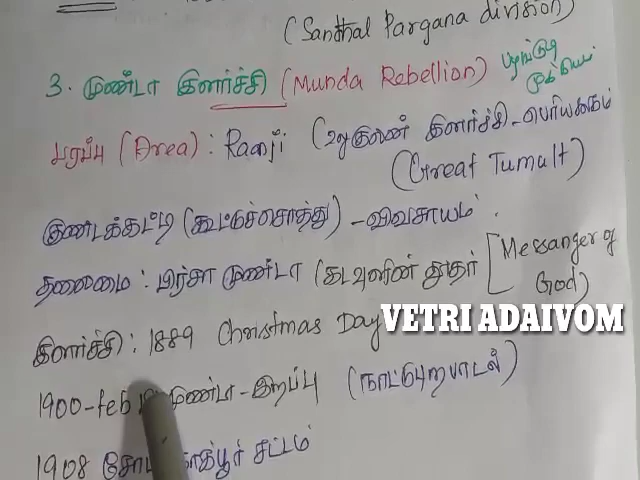 (Santhal Pargana division)
3. முண்டா கிளர்ச்சி (Munda Rebellion) பழங்குடி
பரப்பு (Area) : Ranji (உலுகுலன் கிளர்ச்சி - பெரியகலகம்
(Great Tumult)
குண்டக்கட்டி (கூட்டுச்சொத்து) - விவசாயம்.
தலைமை : பிர்சா முண்டா (கடவுளின் தூதர் [Messanger of
God)
VETRI ADAIVOM
கிளர்ச்சி : 1889 Christmas Day
1900 - feb முண்டா - இறப்பு (நாட்டுபுறபாடல்)
1908 சட்டம்